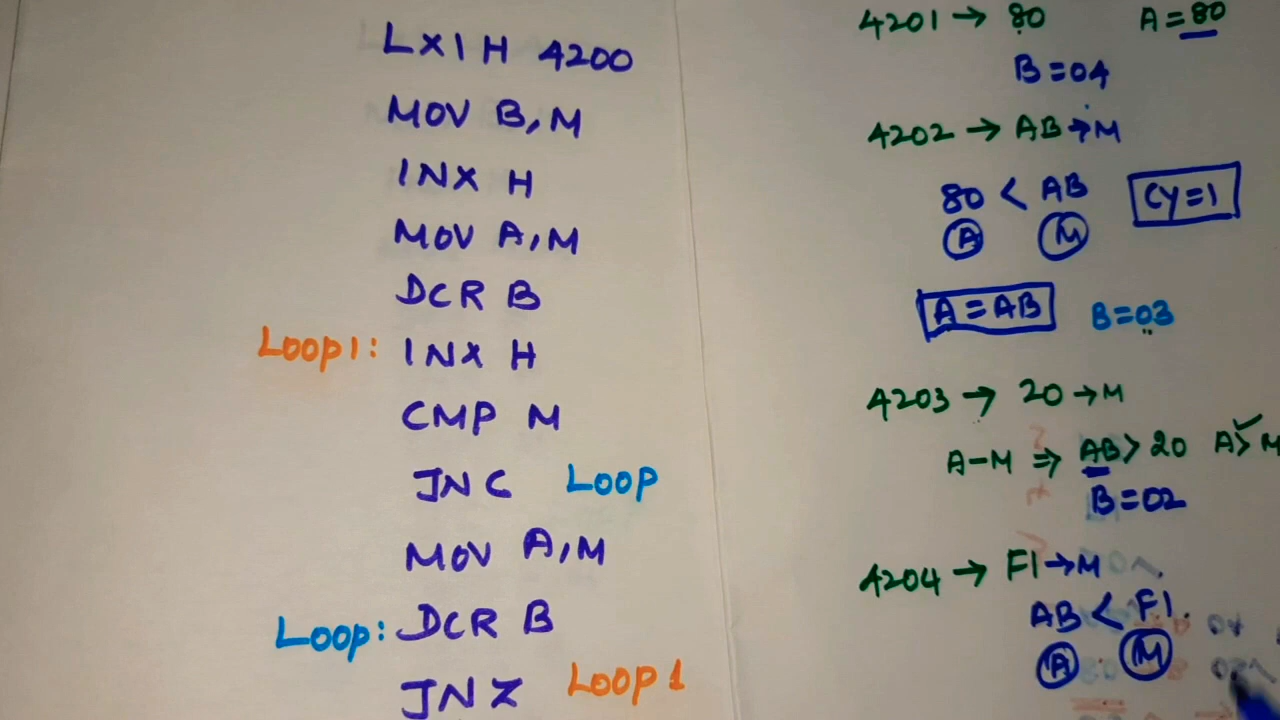 LXI H 4200
MOV B,M
INX H
MOV A,M
DCR B
Loop1: INX H
CMP M
JNC LOOP
MOV A,M
Loop: DCR B
JNZ LOOP1
4201 → 80 A = 80
B = 04
4202 → AB → M
80 < AB CY = 1
A M
A = AB B = 03
4203 → 20 → M
A-M ⇒ AB > 20 A > M
B = 02
4204 → F1 → M
AB < F1
A M